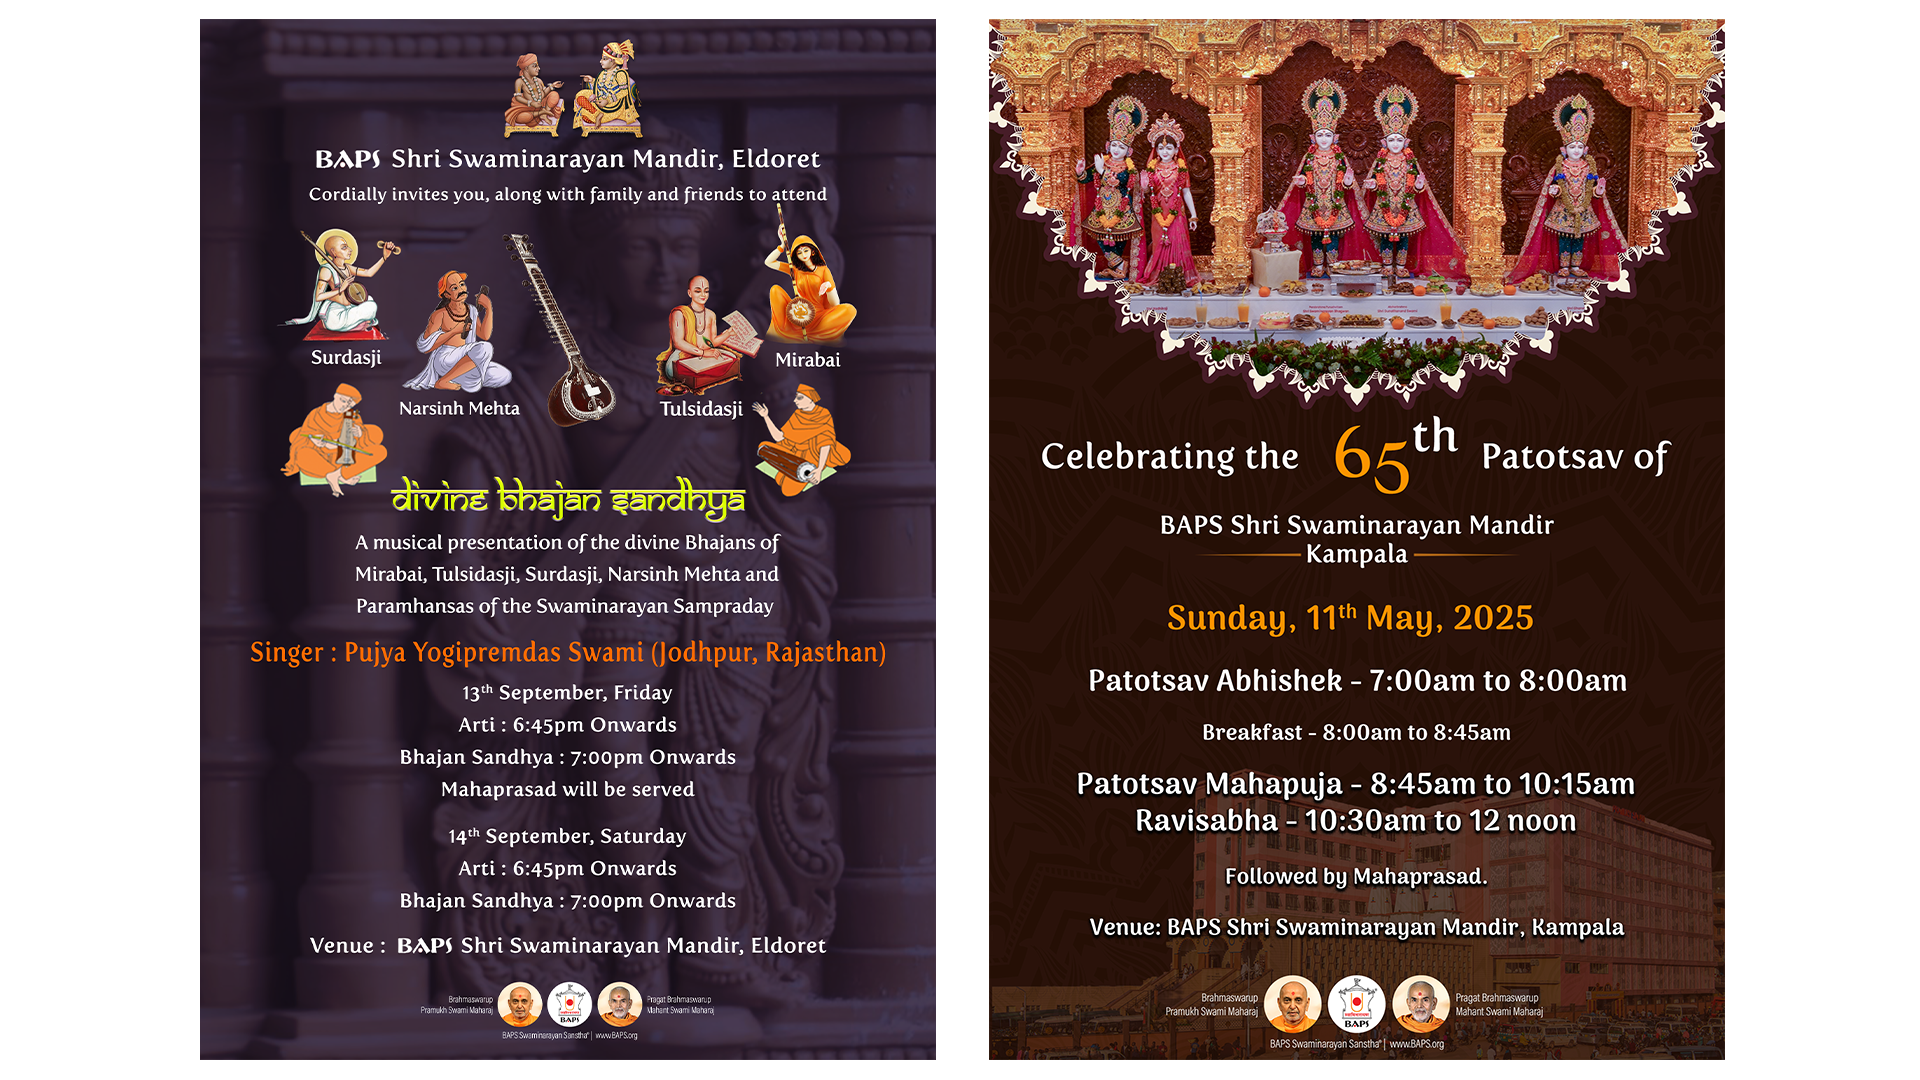 BAPS Shri Swaminarayan Mandir, Eldoret
Cordially invites you, along with family and friends to attend
Surdasji
Narsinh Mehta
Tulsidasji
Mirabai
Divine Bhajan Sandhya
A musical presentation of the divine Bhajans of
Mirabai, Tulsidasji, Surdasji, Narsinh Mehta and
Paramhansas of the Swaminarayan Sampraday
Singer : Pujya Yogipremdas Swami (Jodhpur, Rajasthan)
13th September, Friday
Arti : 6:45pm Onwards
Bhajan Sandhya : 7:00pm Onwards
Mahaprasad will be served
14th September, Saturday
Arti : 6:45pm Onwards
Bhajan Sandhya : 7:00pm Onwards
Venue : BAPS Shri Swaminarayan Mandir, Eldoret
Brahmaswarup
Pramukh Swami Maharaj
BAPS
Pragat Brahmaswarup
Mahant Swami Maharaj
BAPS Swaminarayan Sanstha® | www.BAPS.org
Celebrating the 65th Patotsav of
BAPS Shri Swaminarayan Mandir
Kampala
Sunday, 11th May, 2025
Patotsav Abhishek - 7:00am to 8:00am
Breakfast - 8:00am to 8:45am
Patotsav Mahapuja - 8:45am to 10:15am
Ravisabha - 10:30am to 12 noon
Followed by Mahaprasad.
Venue: BAPS Shri Swaminarayan Mandir, Kampala
Brahmaswarup
Pramukh Swami Maharaj
BAPS
Pragat Brahmaswarup
Mahant Swami Maharaj
BAPS Swaminarayan Sanstha® | www.BAPS.org